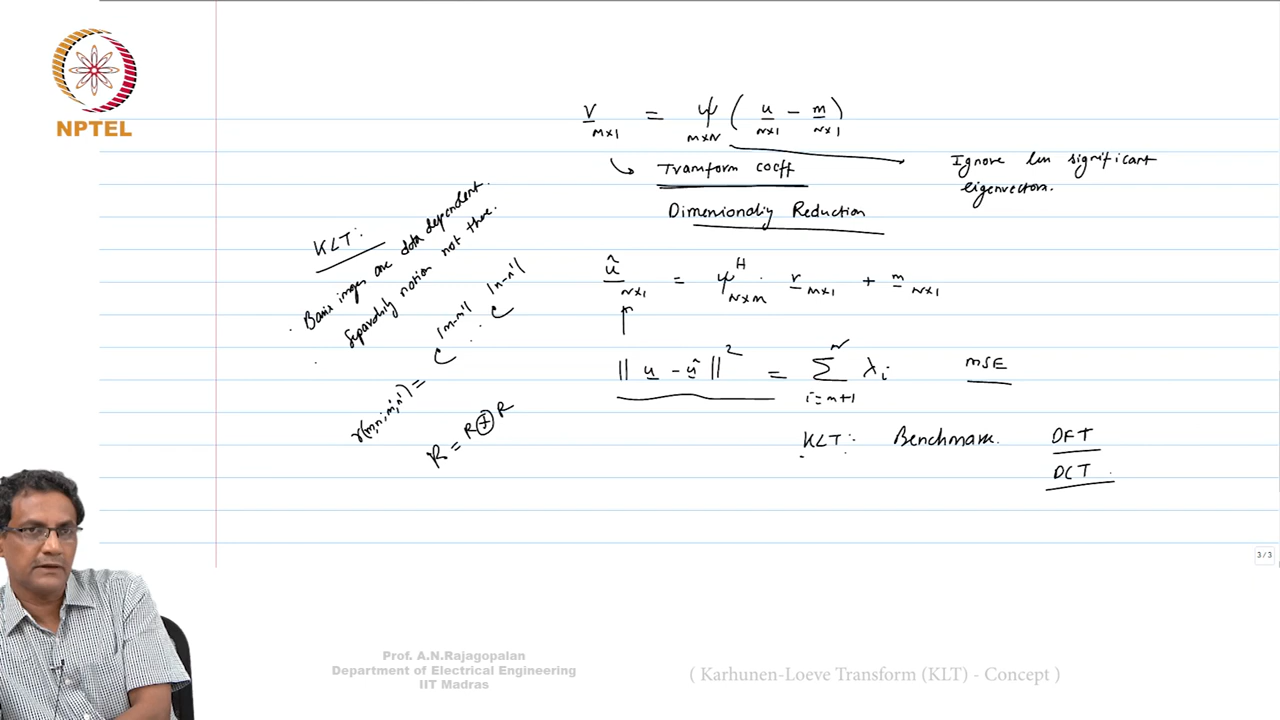 NPTEL
v m×1 = ψ m×N ( u N×1 − m N×1 )
Transform coeff
Ignore less significant
eigenvectors.
Dimensionality Reduction
û N×1 = ψ^H N×m v m×1 + m N×1
|| u - û ||² = Σ i=m+1 N λi MSE
KLT: Benchmark. DFT
DCT
KLT:
. Basis images are data dependent.
. Separability notion not there.
r(m,n;m',n') = c^|m-m'| . c^|n-n'|
R = R ⊗ R
3/3
Prof. A.N.Rajagopalan
Department of Electrical Engineering
IIT Madras
( Karhunen-Loeve Transform (KLT) - Concept )